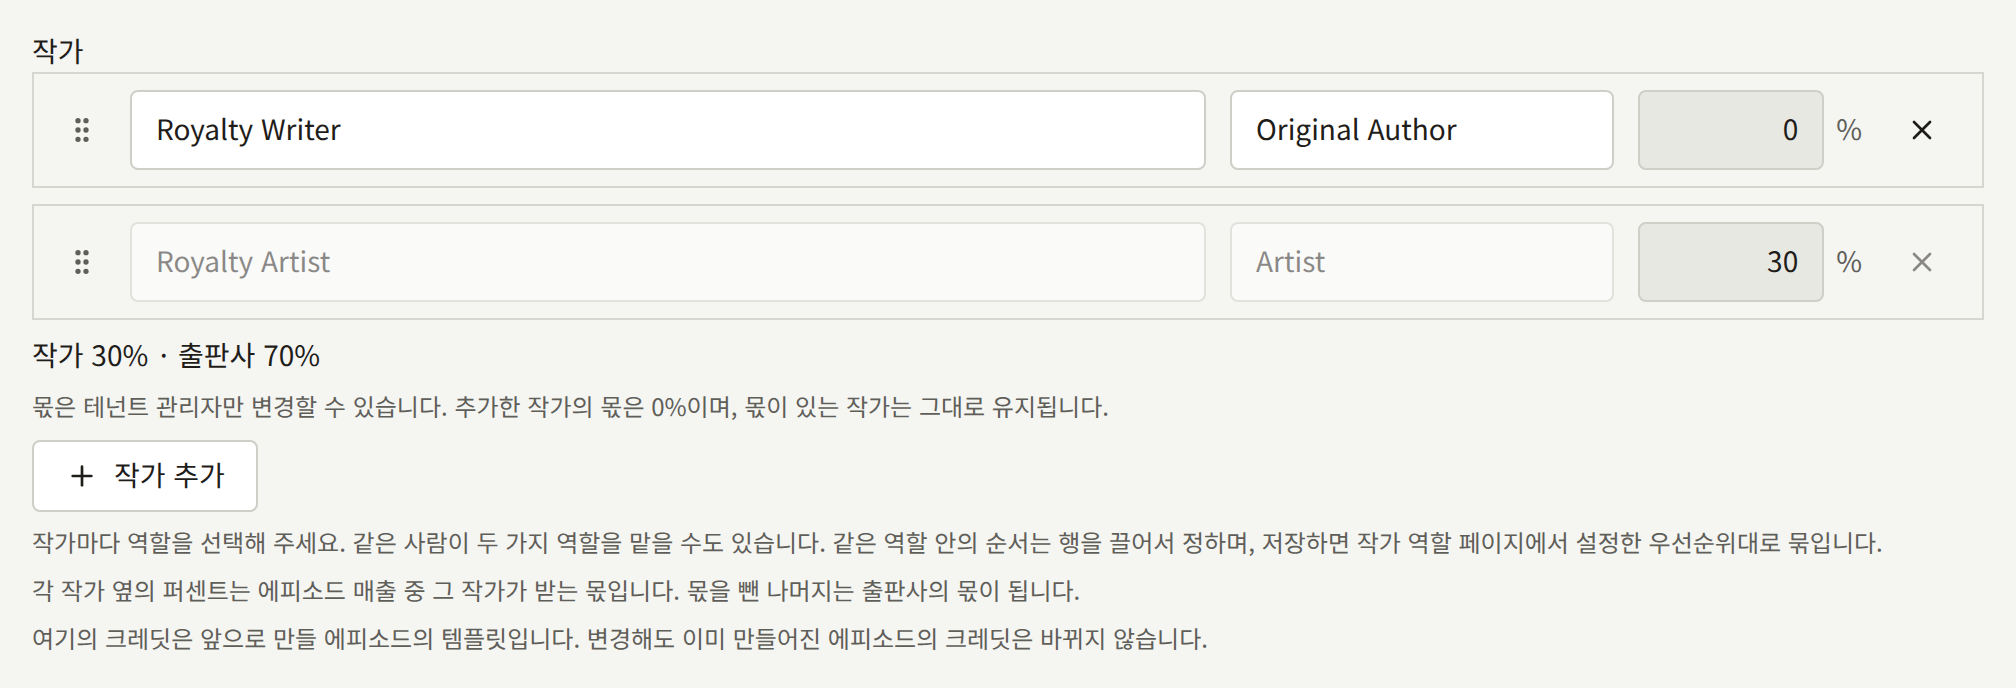 작가
Royalty Writer Original Author 0 %
Royalty Artist Artist 30 %
작가 30% · 출판사 70%
몫은 테넌트 관리자만 변경할 수 있습니다. 추가한 작가의 몫은 0%이며, 몫이 있는 작가는 그대로 유지됩니다.
작가 추가
작가마다 역할을 선택해 주세요. 같은 사람이 두 가지 역할을 맡을 수도 있습니다. 같은 역할 안의 순서는 행을 끌어서 정하며, 저장하면 작가 역할 페이지에서 설정한 우선순위대로 묶입니다.
각 작가 옆의 퍼센트는 에피소드 매출 중 그 작가가 받는 몫입니다. 몫을 뺀 나머지는 출판사의 몫이 됩니다.
여기의 크레딧은 앞으로 만들 에피소드의 템플릿입니다. 변경해도 이미 만들어진 에피소드의 크레딧은 바뀌지 않습니다.